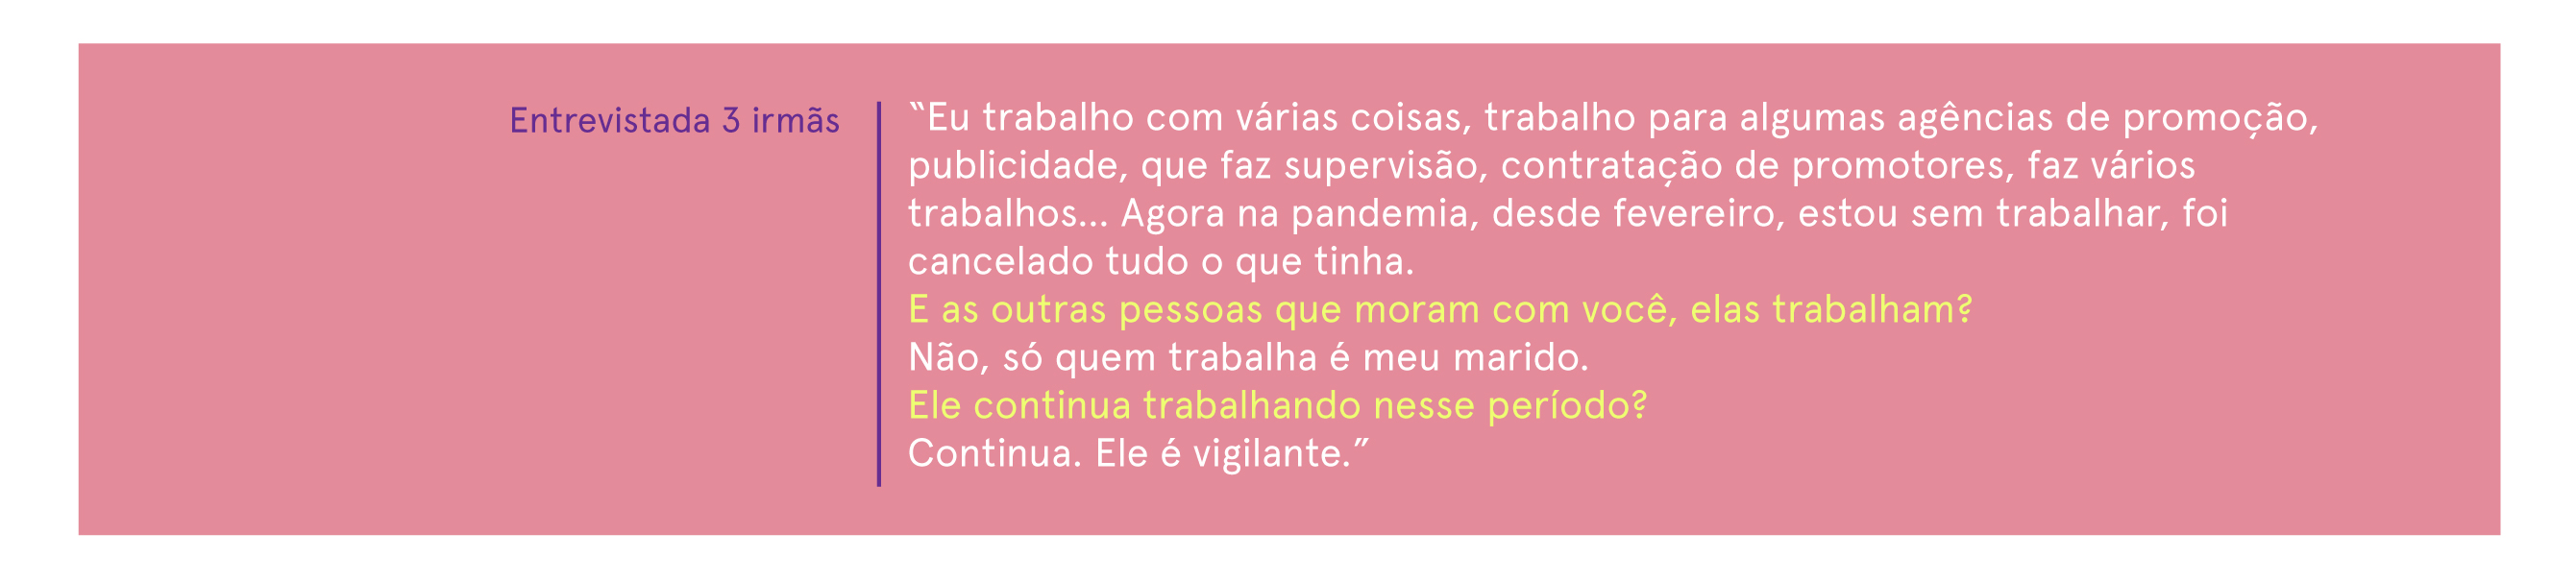 Entrevistada 3 irmãs
“Eu trabalho com várias coisas, trabalho para algumas agências de promoção,
publicidade, que faz supervisão, contratação de promotores, faz vários
trabalhos... Agora na pandemia, desde fevereiro, estou sem trabalhar, foi
cancelado tudo o que tinha.
E as outras pessoas que moram com você, elas trabalham?
Não, só quem trabalha é meu marido.
Ele continua trabalhando nesse período?
Continua. Ele é vigilante.”